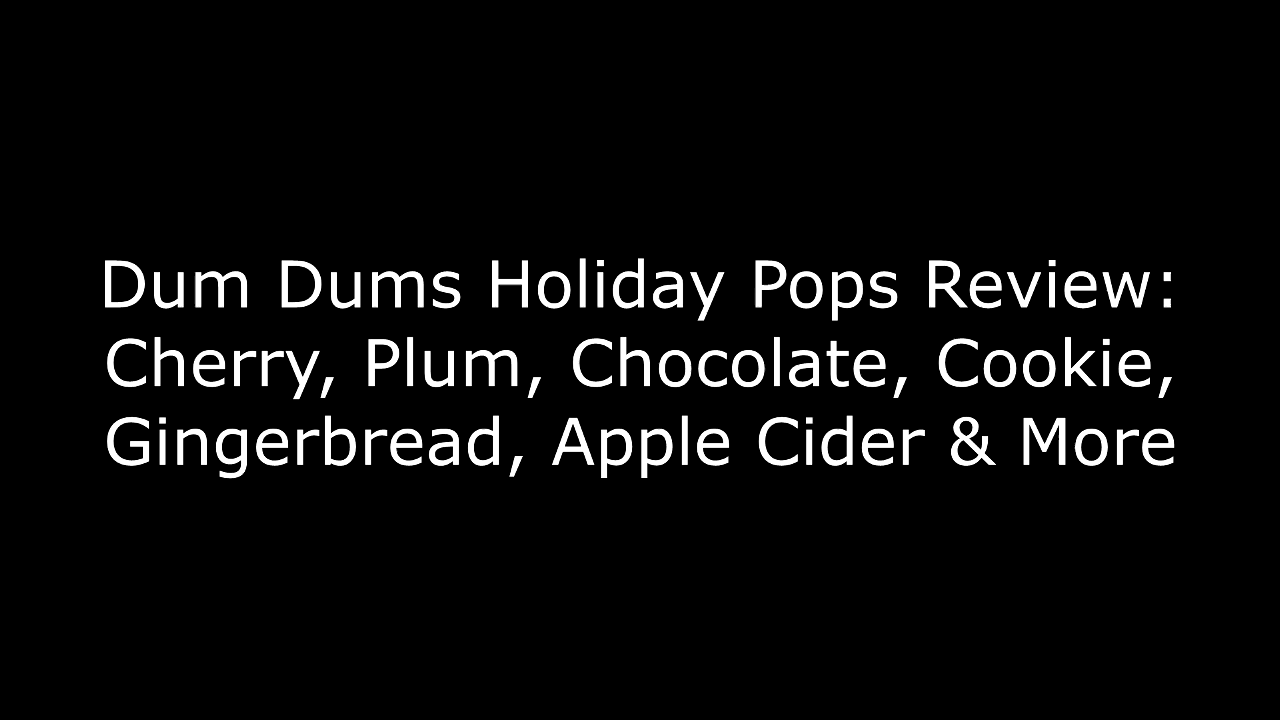 Dum Dums Holiday Pops Review:
Cherry, Plum, Chocolate, Cookie,
Gingerbread, Apple Cider & More